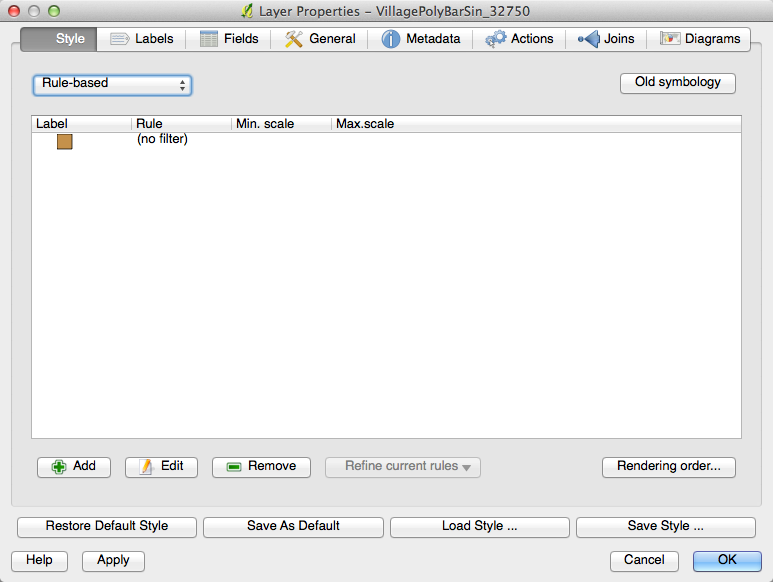 Layer Properties - VillagePolyBarSin_32750
Style Labels Fields General Metadata Actions Joins Diagrams
Rule-based Old symbology
Label Rule Min. scale Max.scale
(no filter)
Add Edit Remove Refine current rules Rendering order...
Restore Default Style Save As Default Load Style ... Save Style ...
Help Apply Cancel OK